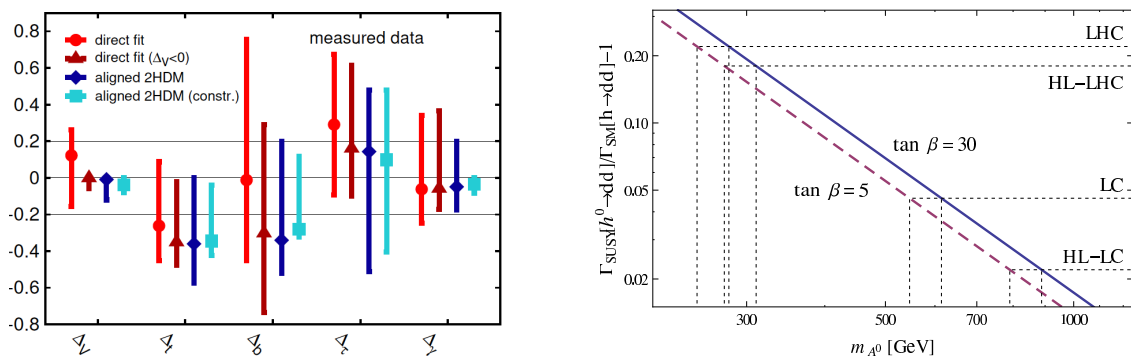 0.8
0.6
0.4
0.2
0
-0.2
-0.4
-0.6
-0.8
direct fit
direct fit (ΔV<0)
aligned 2HDM
aligned 2HDM (constr.)
measured data
ΔV
Δt
Δb
Δτ
Δγ
ΓSUSY[h⁰→dd]/ΓSM[h→dd]−1
0.20
0.10
0.05
0.02
LHC
HL−LHC
tan β = 30
tan β = 5
LC
HL−LC
300
500
700
1000
mA⁰ [GeV]